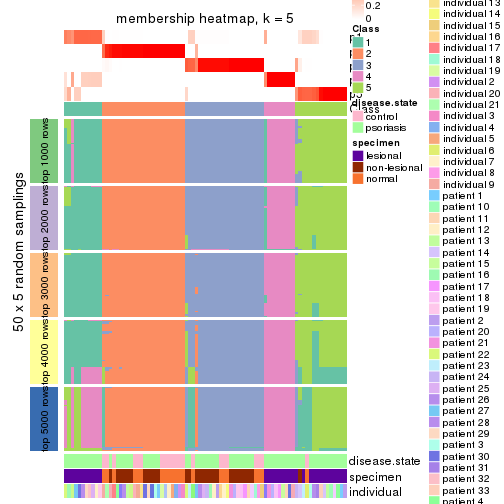 membership heatmap, k = 5
0.2
0
Class
1
2
3
4
5
disease.state
control
psoriasis
specimen
lesional
non-lesional
normal
Class
50 x 5 random samplings
top 1000 rows
top 2000 rows
top 3000 rows
top 4000 rows
top 5000 rows
disease.state
specimen
individual
individual 13
individual 14
individual 15
individual 16
individual 17
individual 18
individual 19
individual 2
individual 20
individual 21
individual 3
individual 4
individual 5
individual 6
individual 7
individual 8
individual 9
patient 1
patient 10
patient 11
patient 12
patient 13
patient 14
patient 15
patient 16
patient 17
patient 18
patient 19
patient 2
patient 20
patient 21
patient 22
patient 23
patient 24
patient 25
patient 26
patient 27
patient 28
patient 29
patient 3
patient 30
patient 31
patient 32
patient 33
patient 4